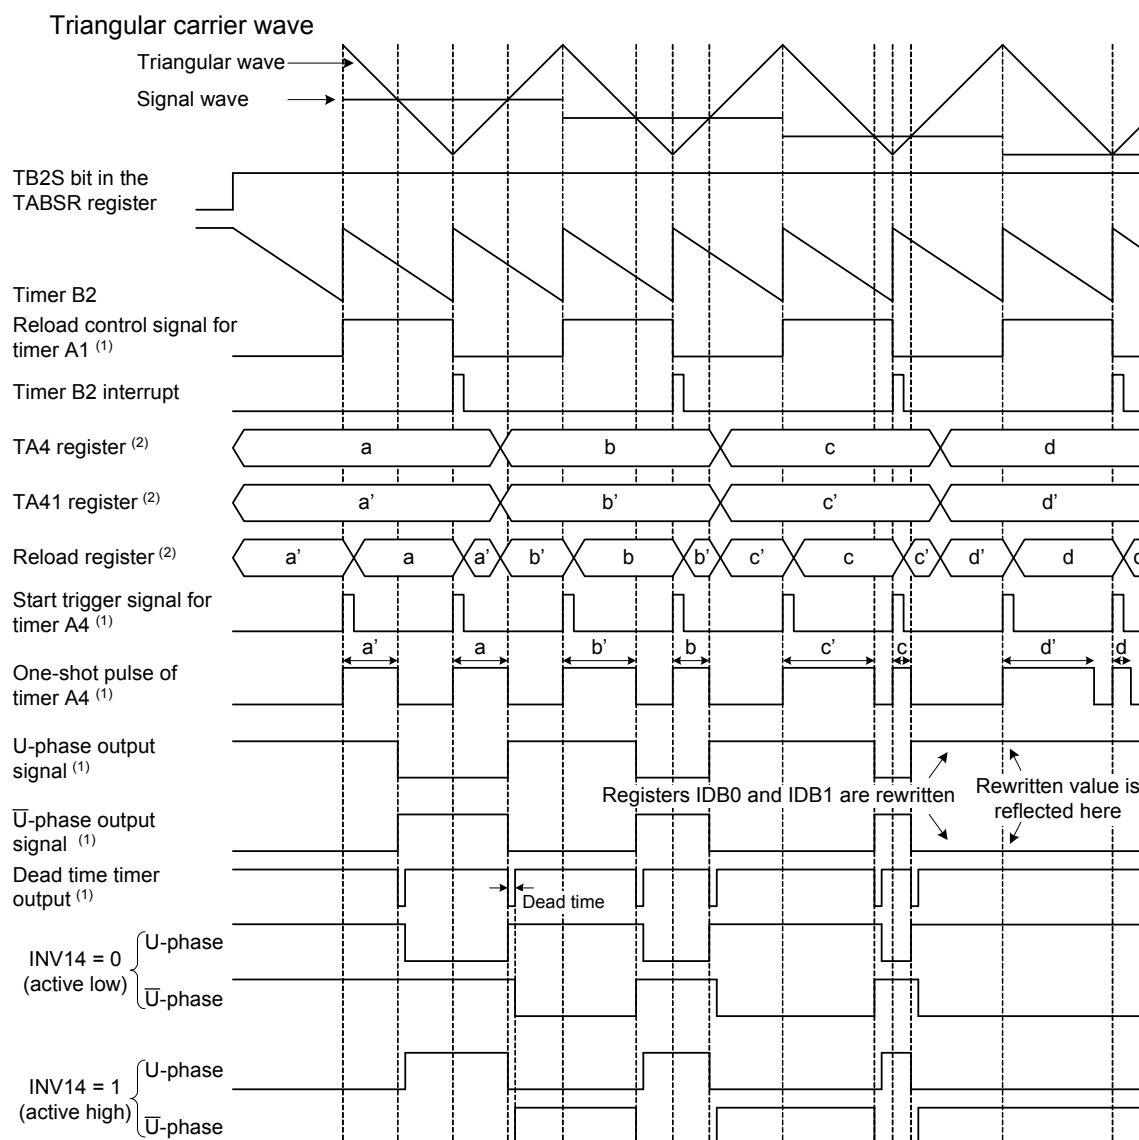 Triangular carrier wave
Triangular wave
Signal wave
TB2S bit in the
TABSR register
Timer B2
Reload control signal for
timer A1 (1)
Timer B2 interrupt
TA4 register (2)
a b c d
TA41 register (2)
a' b' c' d'
Reload register (2)
a' a a' b' b b' c' c c' d' d
Start trigger signal for
timer A4 (1)
a' a b' b c' c d' d
One-shot pulse of
timer A4 (1)
U-phase output
signal (1)
Registers IDB0 and IDB1 are rewritten
Rewritten value is
reflected here
U̅-phase output
signal (1)
Dead time timer
output (1)
Dead time
INV14 = 0
(active low)
U-phase
U̅-phase
INV14 = 1
(active high)
U-phase
U̅-phase